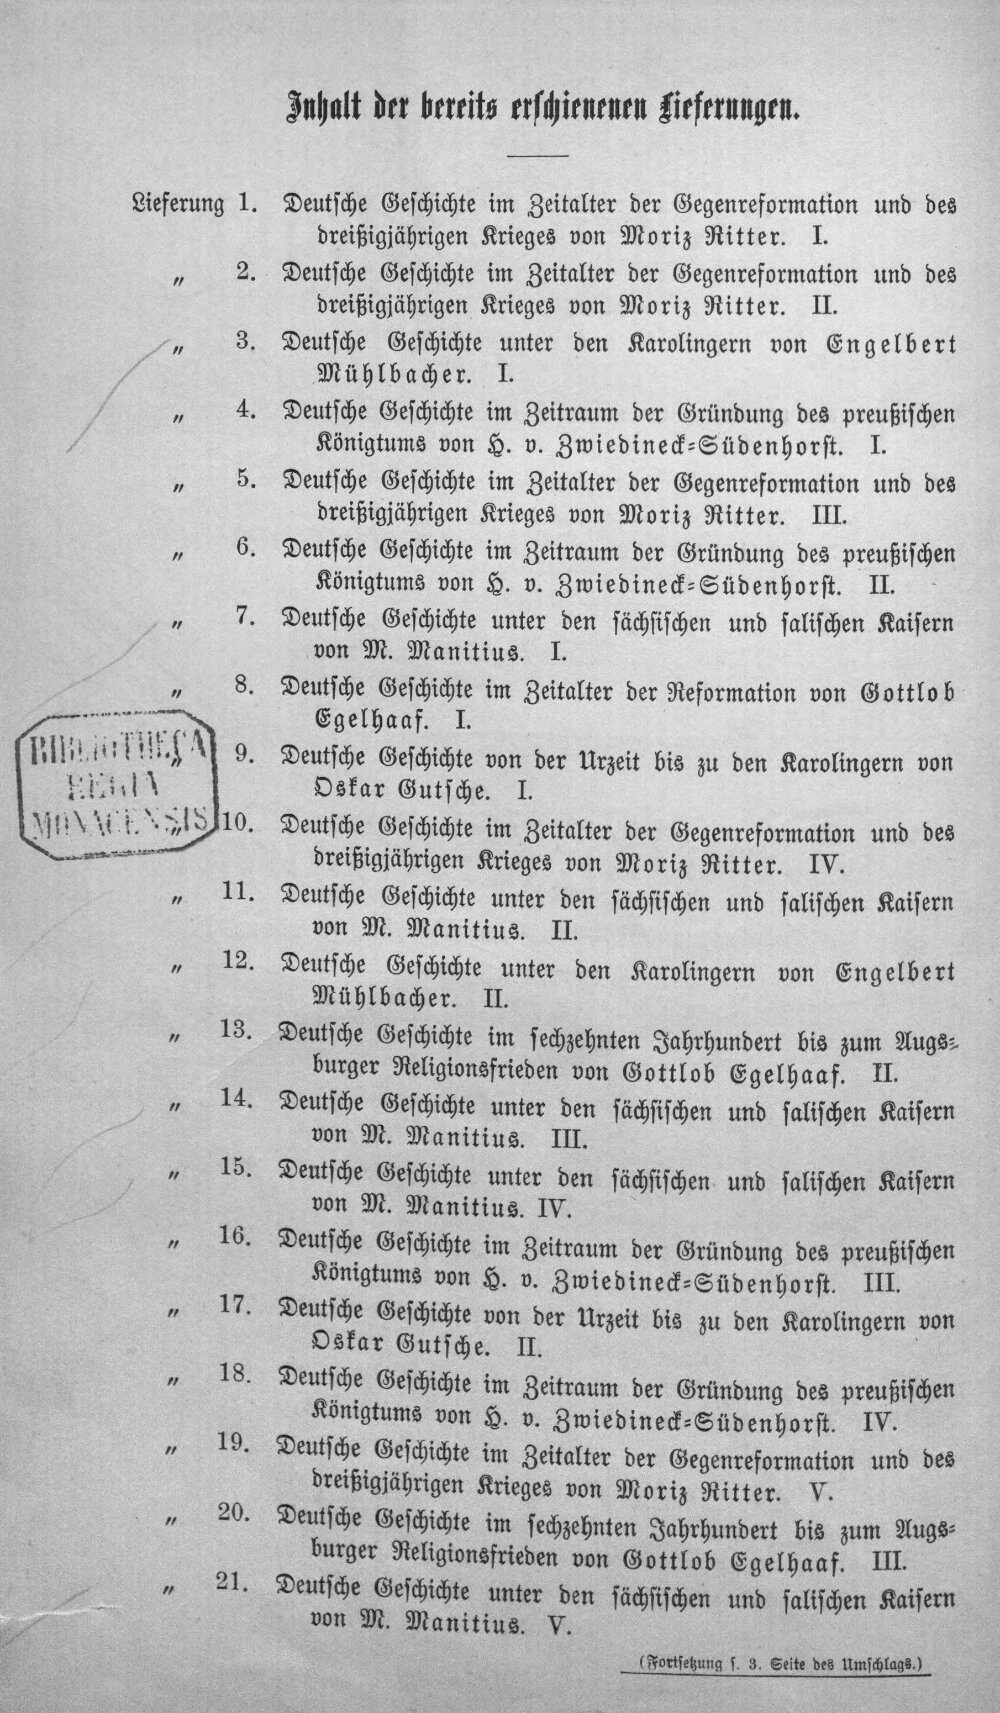 Inhalt der bereits erschienenen Lieferungen.
Lieferung 1. Deutsche Geschichte im Zeitalter der Gegenreformation und des
dreißigjährigen Krieges von Moriz Ritter. I.
„ 2. Deutsche Geschichte im Zeitalter der Gegenreformation und des
dreißigjährigen Krieges von Moriz Ritter. II.
„ 3. Deutsche Geschichte unter den Karolingern von Engelbert
Mühlbacher. I.
„ 4. Deutsche Geschichte im Zeitraum der Gründung des preußischen
Königtums von H. v. Zwiedineck-Südenhorst. I.
„ 5. Deutsche Geschichte im Zeitalter der Gegenreformation und des
dreißigjährigen Krieges von Moriz Ritter. III.
„ 6. Deutsche Geschichte im Zeitraum der Gründung des preußischen
Königtums von H. v. Zwiedineck-Südenhorst. II.
„ 7. Deutsche Geschichte unter den sächsischen und salischen Kaisern
von M. Manitius. I.
„ 8. Deutsche Geschichte im Zeitalter der Reformation von Gottlob
Egelhaaf. I.
„ 9. Deutsche Geschichte von der Urzeit bis zu den Karolingern von
Oskar Gutsche. I.
BIBLIOTHECA
REGIA
MONACENSIS
„ 10. Deutsche Geschichte im Zeitalter der Gegenreformation und des
dreißigjährigen Krieges von Moriz Ritter. IV.
„ 11. Deutsche Geschichte unter den sächsischen und salischen Kaisern
von M. Manitius. II.
„ 12. Deutsche Geschichte unter den Karolingern von Engelbert
Mühlbacher. II.
„ 13. Deutsche Geschichte im sechzehnten Jahrhundert bis zum Augs-
burger Religionsfrieden von Gottlob Egelhaaf. II.
„ 14. Deutsche Geschichte unter den sächsischen und salischen Kaisern
von M. Manitius. III.
„ 15. Deutsche Geschichte unter den sächsischen und salischen Kaisern
von M. Manitius. IV.
„ 16. Deutsche Geschichte im Zeitraum der Gründung des preußischen
Königtums von H. v. Zwiedineck-Südenhorst. III.
„ 17. Deutsche Geschichte von der Urzeit bis zu den Karolingern von
Oskar Gutsche. II.
„ 18. Deutsche Geschichte im Zeitraum der Gründung des preußischen
Königtums von H. v. Zwiedineck-Südenhorst. IV.
„ 19. Deutsche Geschichte im Zeitalter der Gegenreformation und des
dreißigjährigen Krieges von Moriz Ritter. V.
„ 20. Deutsche Geschichte im sechzehnten Jahrhundert bis zum Augs-
burger Religionsfrieden von Gottlob Egelhaaf. III.
„ 21. Deutsche Geschichte unter den sächsischen und salischen Kaisern
von M. Manitius. V.
(Fortsetzung s. 3. Seite des Umschlags.)